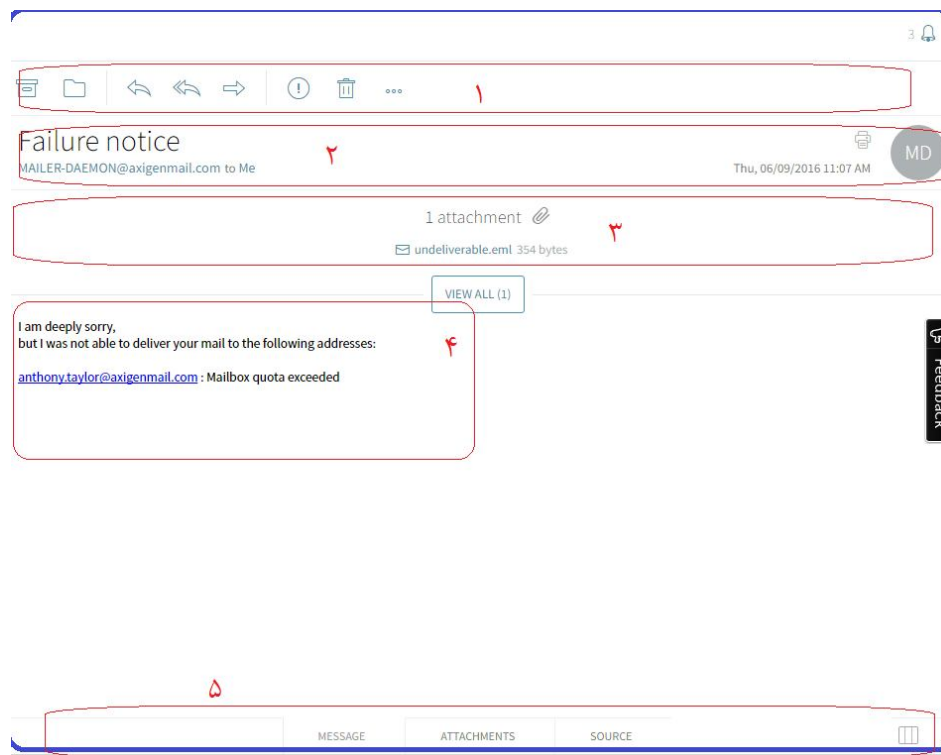 3
۱
Failure notice
MAILER-DAEMON@axigenmail.com to Me
۲
Thu, 06/09/2016 11:07 AM
MD
1 attachment
undeliverable.eml 354 bytes
۳
VIEW ALL (1)
I am deeply sorry,
but I was not able to deliver your mail to the following addresses:
۴
anthony.taylor@axigenmail.com : Mailbox quota exceeded
Feedback
۵
MESSAGE
ATTACHMENTS
SOURCE